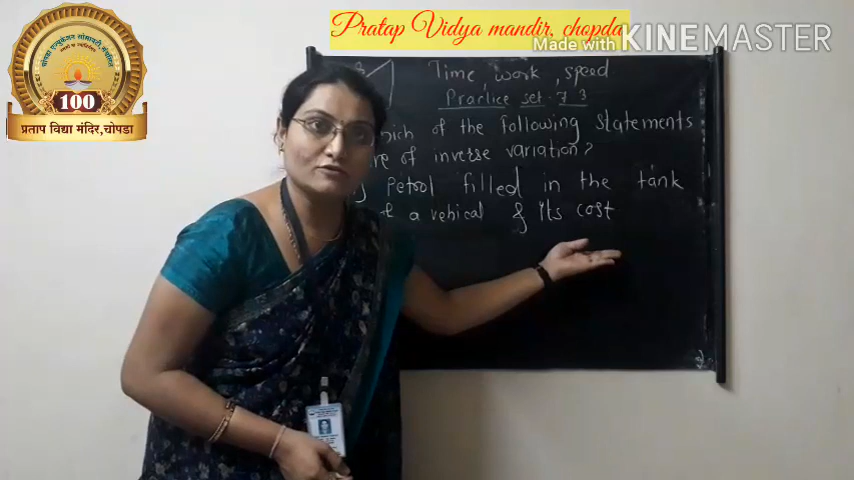 Pratap Vidya mandir, chopda
Made with KINEMASTER
100
प्रताप विद्या मंदिर,चोपडा
Time, work, speed
Practice set 7.3
of the following statements
of inverse variation?
Petrol filled in the tank
a vehical & its cost